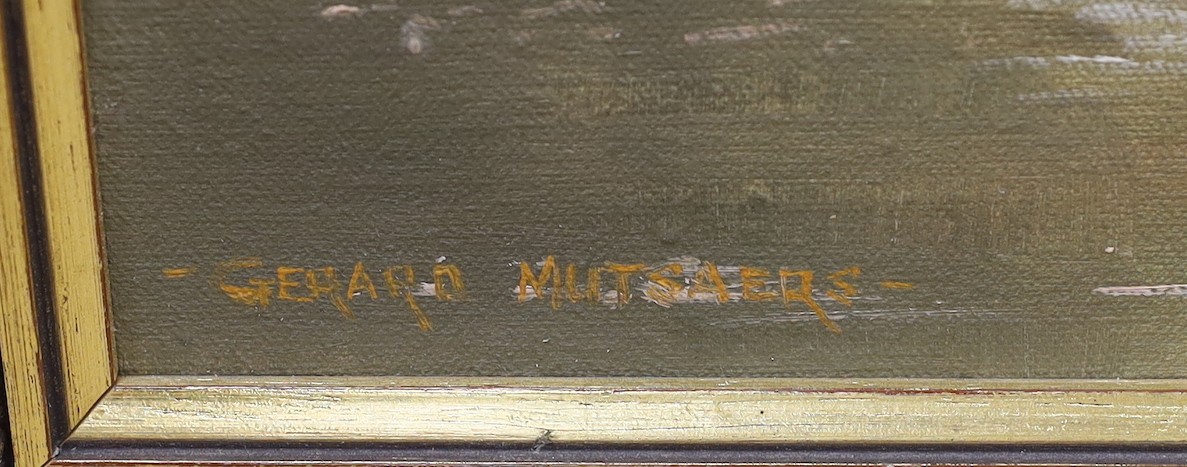 - GERARD MUTSAERS -